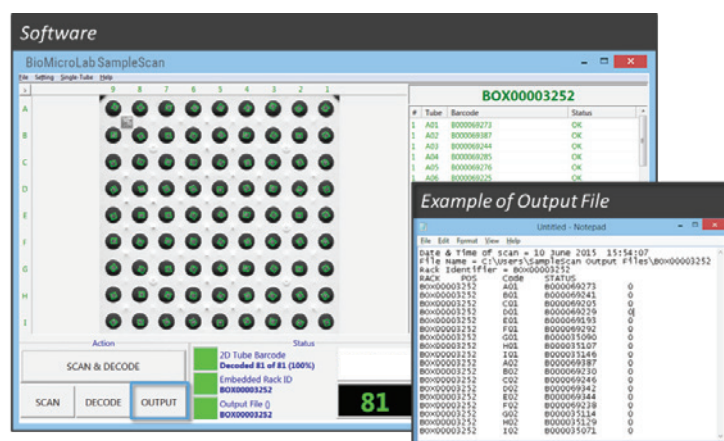 Software
BioMicroLab SampleScan
File Setting Single Tube Help
9 8 7 6 5 4 3 2 1
A
B
C
D
E
F
G
H
I
BOX00003252
# Tube Barcode Status
1 A01 B000069273 OK
1 A02 B000069387 OK
1 A03 B000069244 OK
1 A04 B000069285 OK
1 A05 B000069276 OK
1 A06 B000069225 OK
Action
Status
SCAN & DECODE
SCAN
DECODE
OUTPUT
2D Tube Barcode
Decoded 81 of 81 (100%)
Embedded Rack ID
BOX00003252
Output File ()
BOX00003252
81
Example of Output File
Untitled - Notepad
File Edit Format View Help
Date & Time of scan = 10 June 2015 15:54:07
File Name = C:\Users\SampleScan Output Files\BOX00003252
Rack Identifier = BOX00003252
RACK POS Code STATUS
BOX00003252 A01 B000069273 0
BOX00003252 B01 B000069241 0
BOX00003252 C01 B000069205 0
BOX00003252 D01 B000069229 0
BOX00003252 E01 B000069193 0
BOX00003252 F01 B000069292 0
BOX00003252 G01 B000035090 0
BOX00003252 H01 B000035107 0
BOX00003252 I01 B000035146 0
BOX00003252 A02 B000069387 0
BOX00003252 B02 B000069230 0
BOX00003252 C02 B000069246 0
BOX00003252 D02 B000069342 0
BOX00003252 E02 B000069344 0
BOX00003252 F02 B000069238 0
BOX00003252 G02 B000035114 0
BOX00003252 H02 B000035129 0
BOX00003252 I02 B000035071 0